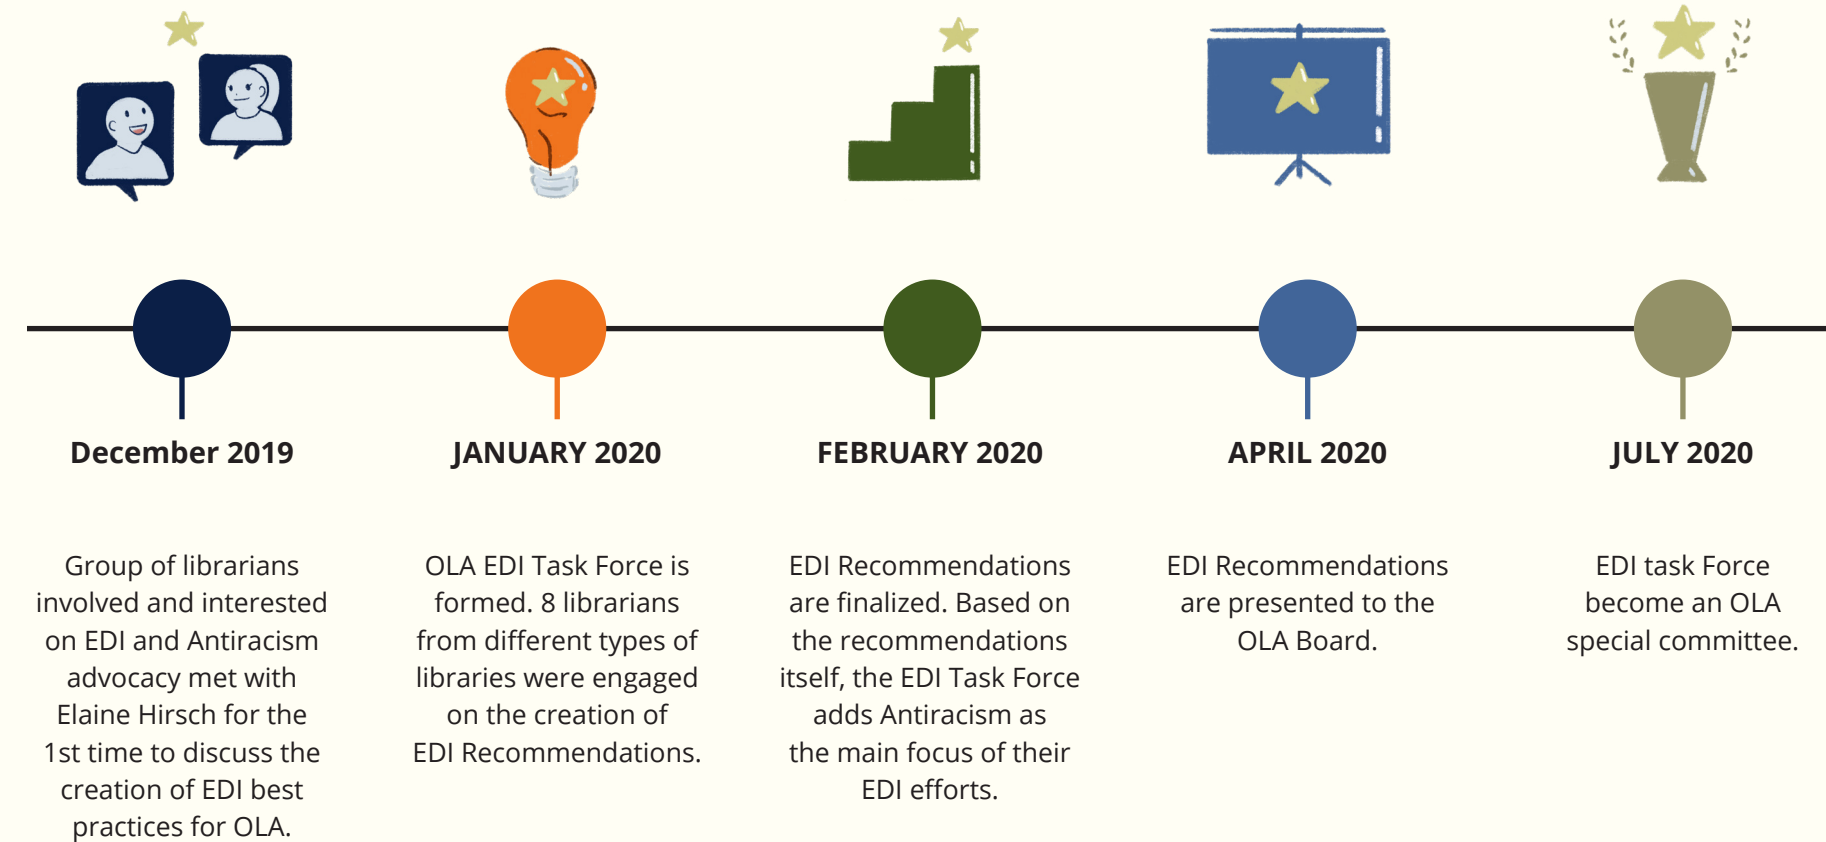 December 2019
Group of librarians
involved and interested
on EDI and Antiracism
advocacy met with
Elaine Hirsch for the
1st time to discuss the
creation of EDI best
practices for OLA.
JANUARY 2020
OLA EDI Task Force is
formed. 8 librarians
from different types of
libraries were engaged
on the creation of
EDI Recommendations.
FEBRUARY 2020
EDI Recommendations
are finalized. Based on
the recommendations
itself, the EDI Task Force
adds Antiracism as
the main focus of their
EDI efforts.
APRIL 2020
EDI Recommendations
are presented to the
OLA Board.
JULY 2020
EDI task Force
become an OLA
special committee.